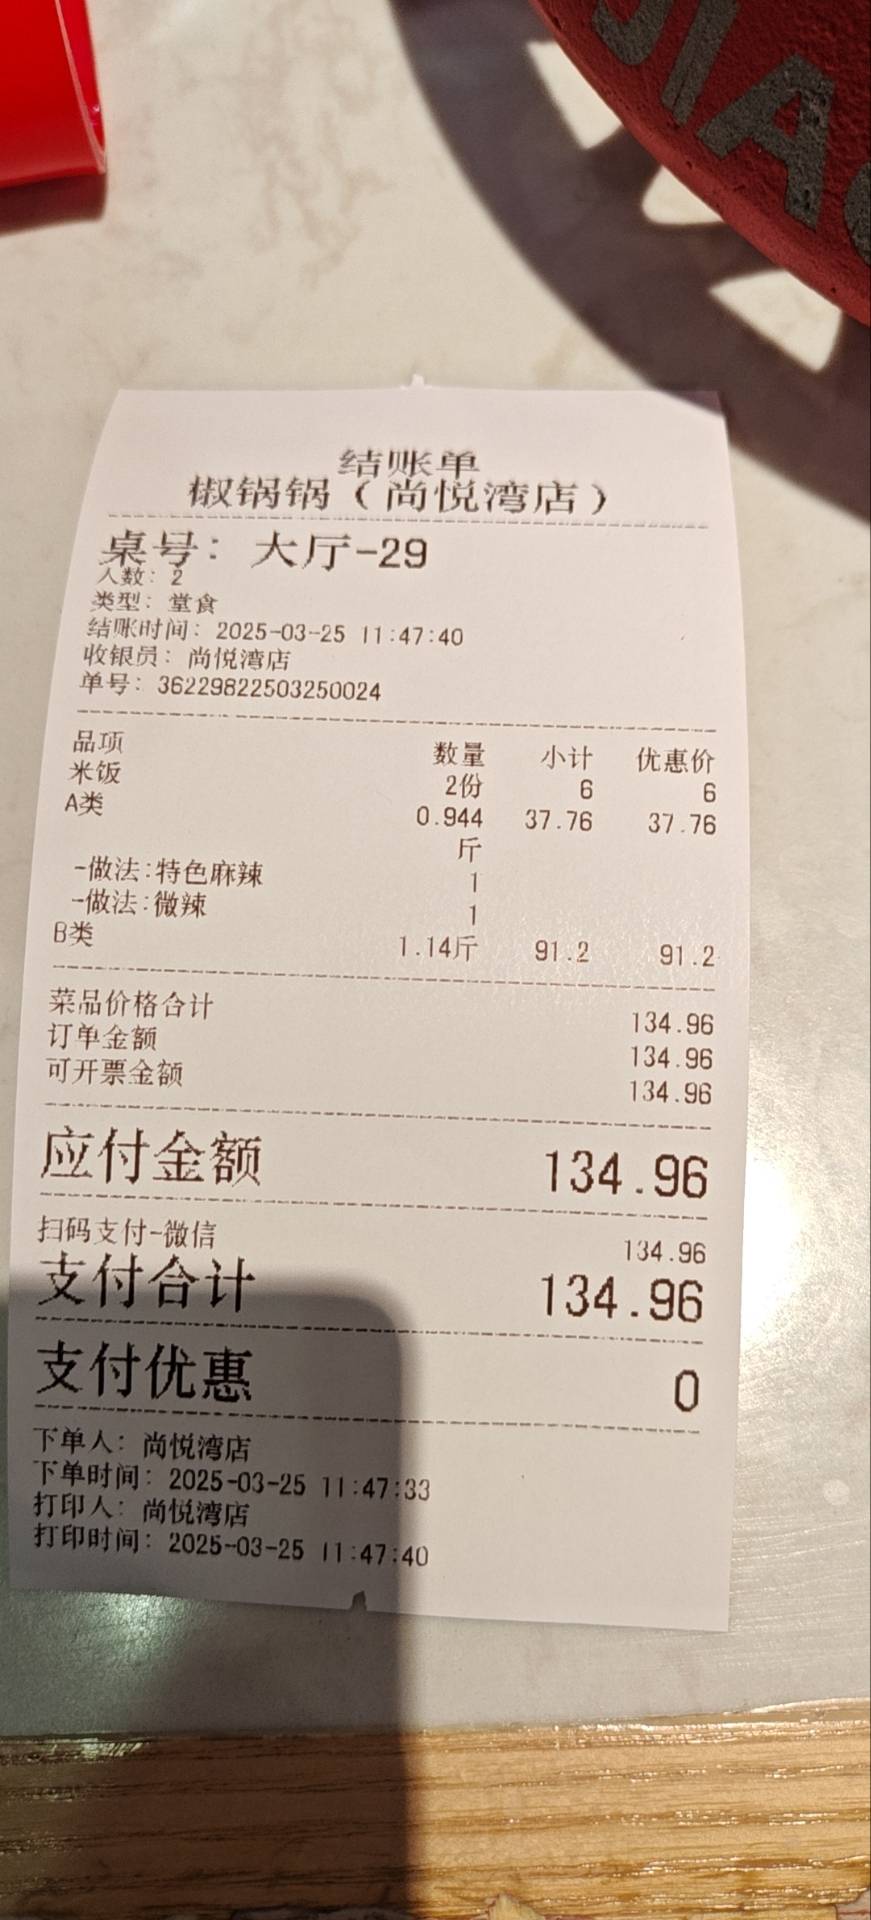 JIAO
结账单
椒锅锅（尚悦湾店）
桌号: 大厅-29
人数: 2
类型: 堂食
结账时间: 2025-03-25 11:47:40
收银员: 尚悦湾店
单号: 36229822503250024
品项 数量 小计 优惠价
米饭 2份 6 6
A类 0.944 37.76 37.76
斤
-做法:特色麻辣 1
-做法:微辣 1
B类 1.14斤 91.2 91.2
菜品价格合计 134.96
订单金额 134.96
可开票金额 134.96
应付金额 134.96
扫码支付-微信 134.96
支付合计 134.96
支付优惠 0
下单人: 尚悦湾店
下单时间: 2025-03-25 11:47:33
打印人: 尚悦湾店
打印时间: 2025-03-25 11:47:40